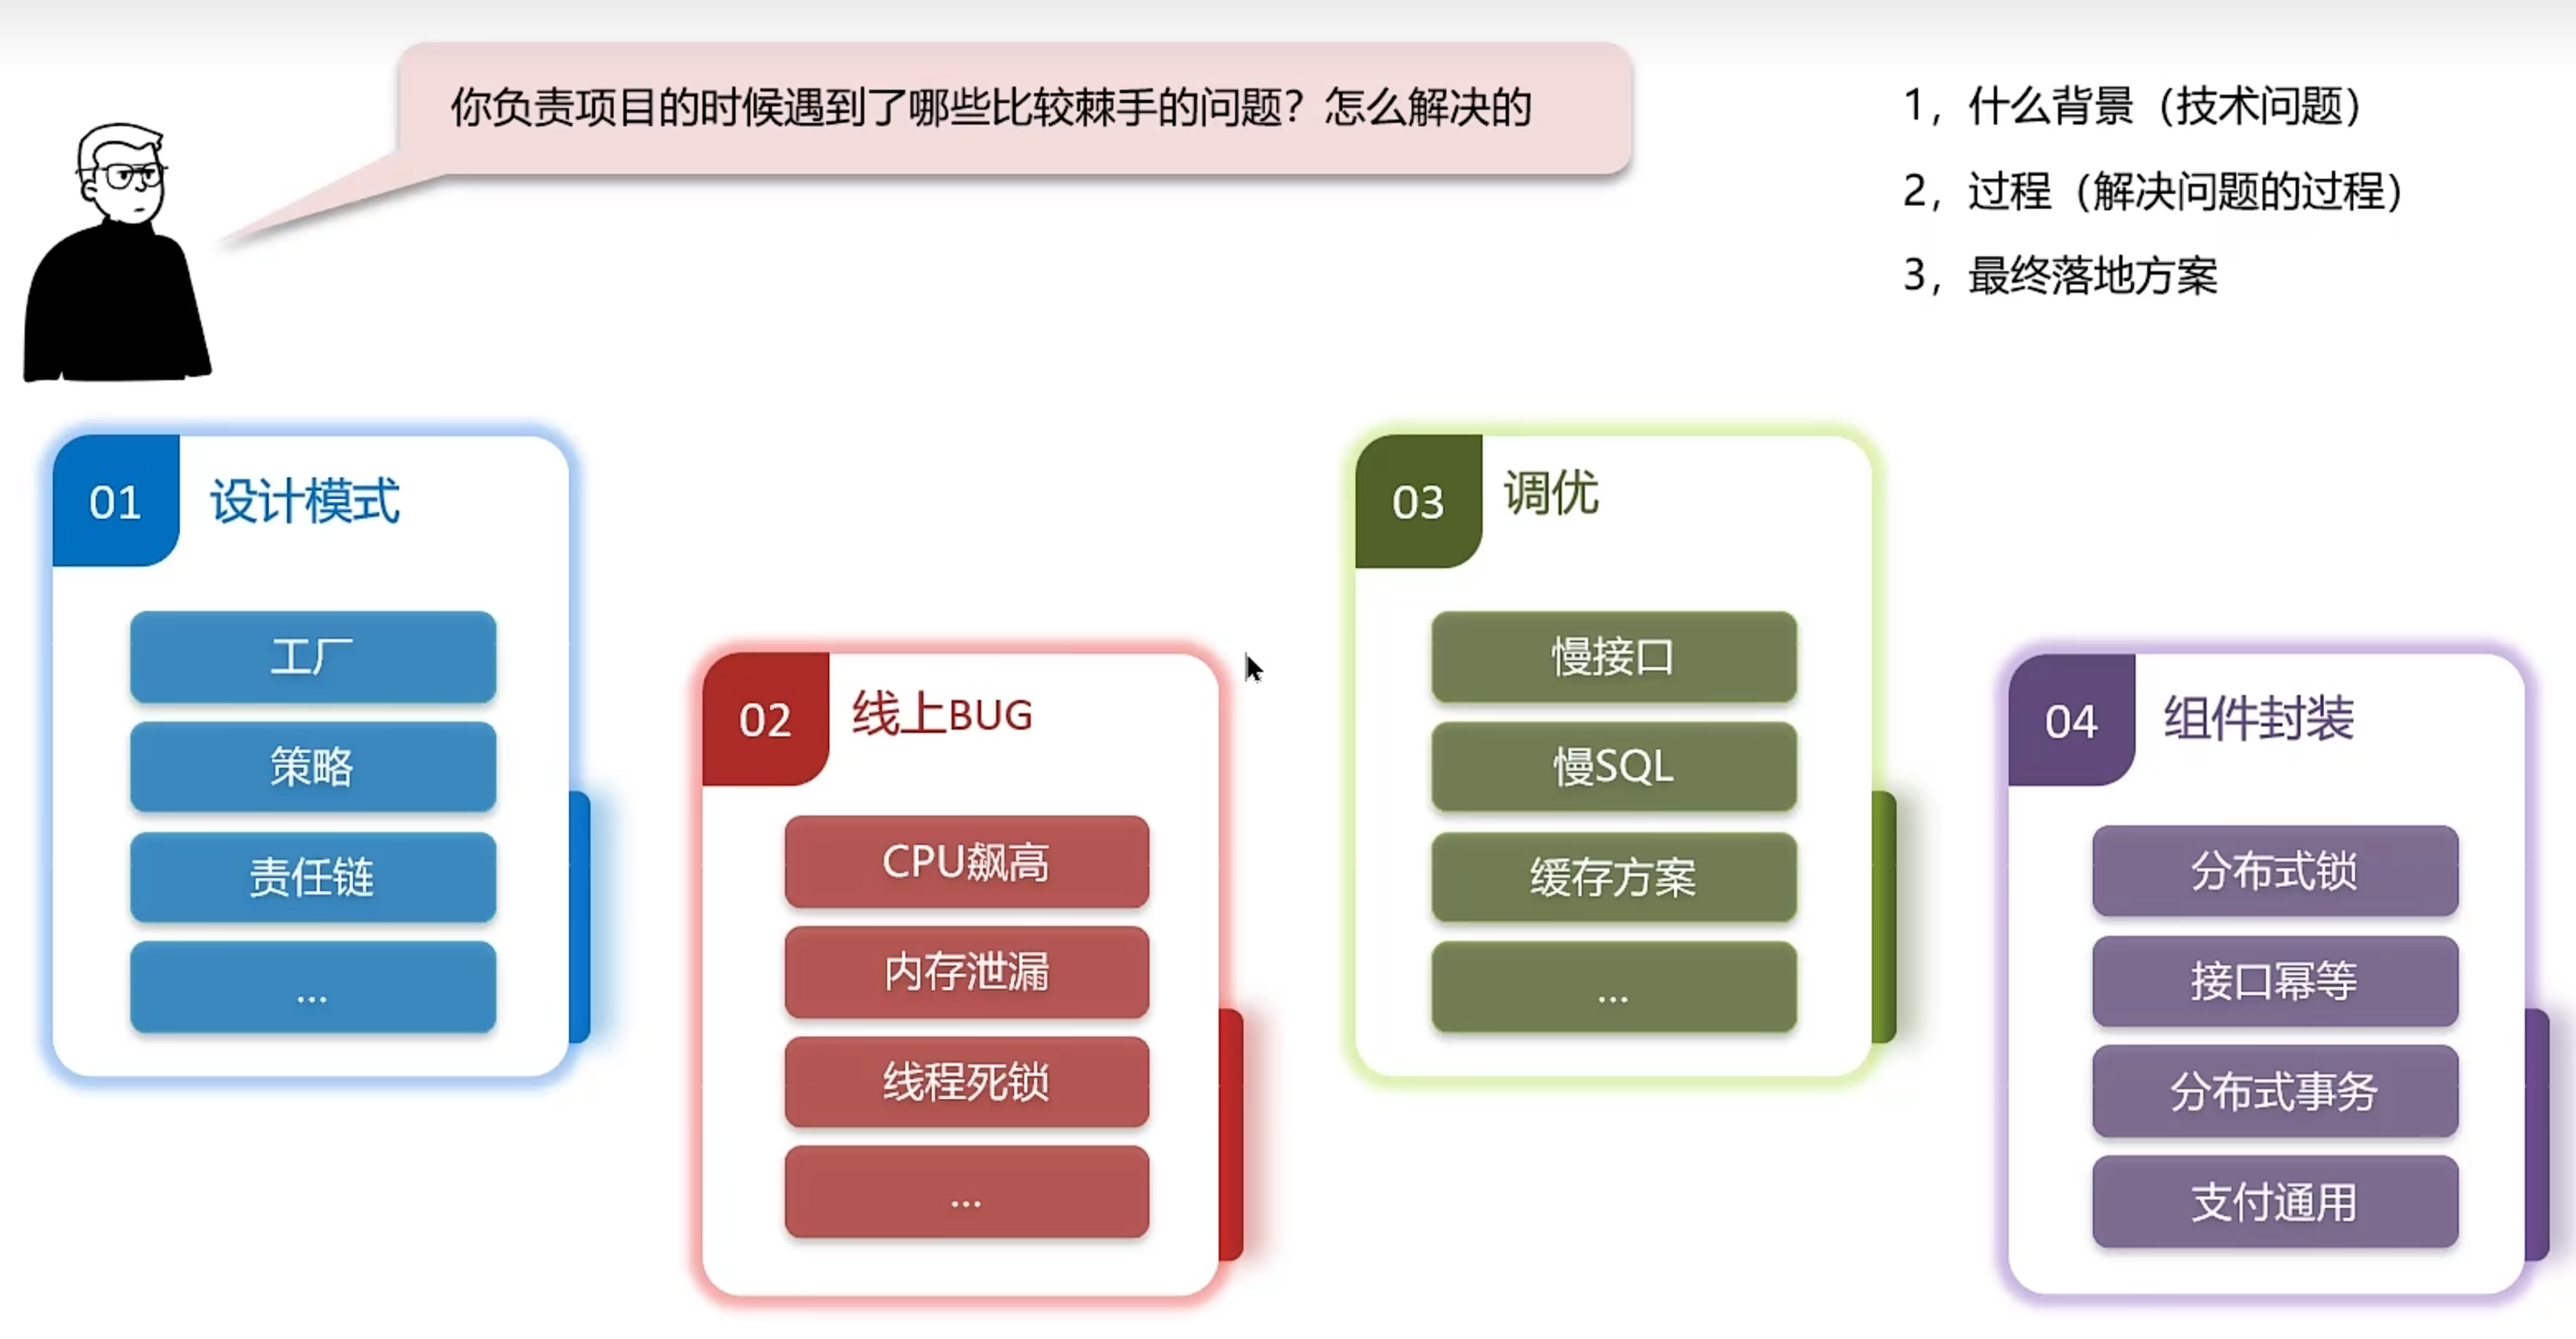 你负责项目的时候遇到了哪些比较棘手的问题？怎么解决的
1，什么背景（技术问题）
2，过程（解决问题的过程）
3，最终落地方案
01
设计模式
工厂
策略
责任链
...
02
线上BUG
CPU飙高
内存泄漏
线程死锁
...
03
调优
慢接口
慢SQL
缓存方案
...
04
组件封装
分布式锁
接口幂等
分布式事务
支付通用